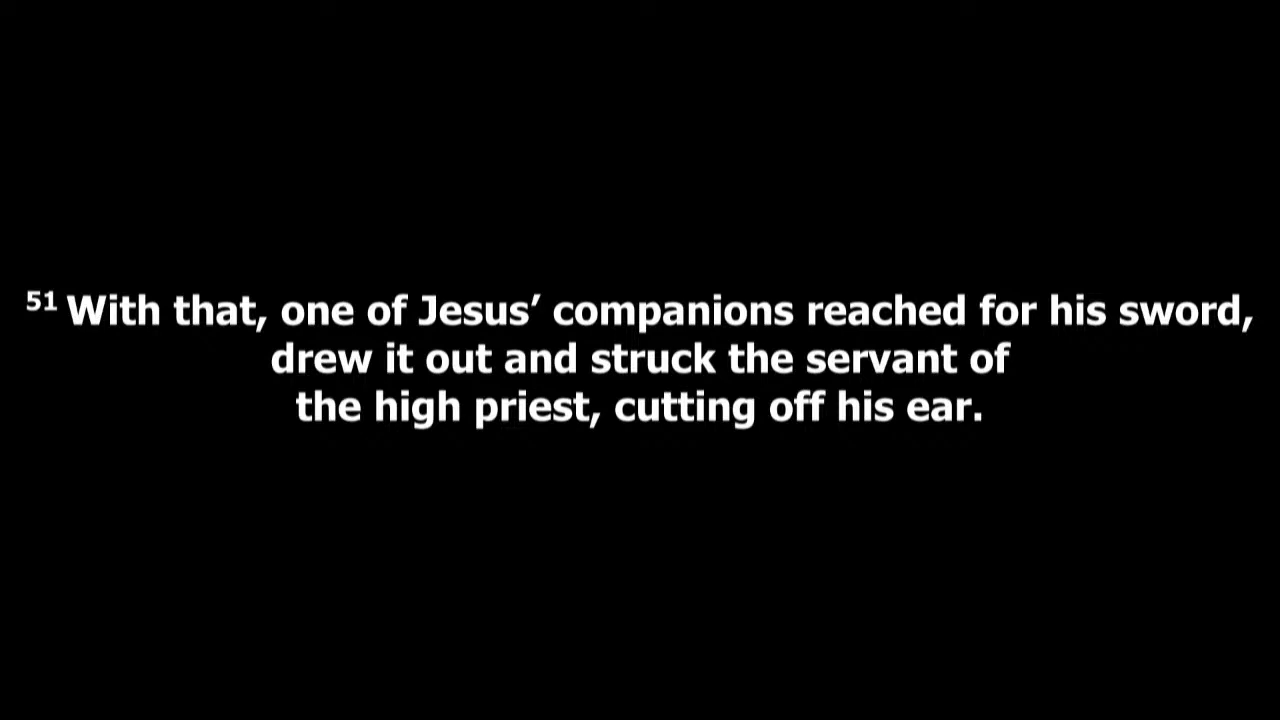 51 With that, one of Jesus’ companions reached for his sword,
drew it out and struck the servant of
the high priest, cutting off his ear.